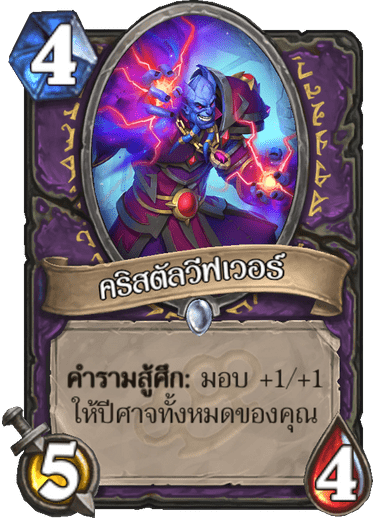 4
คริสตัลวีฟเวอร์
คำรามสู้ศึก: มอบ +1/+1
ให้ปีศาจทั้งหมดของคุณ
5
4